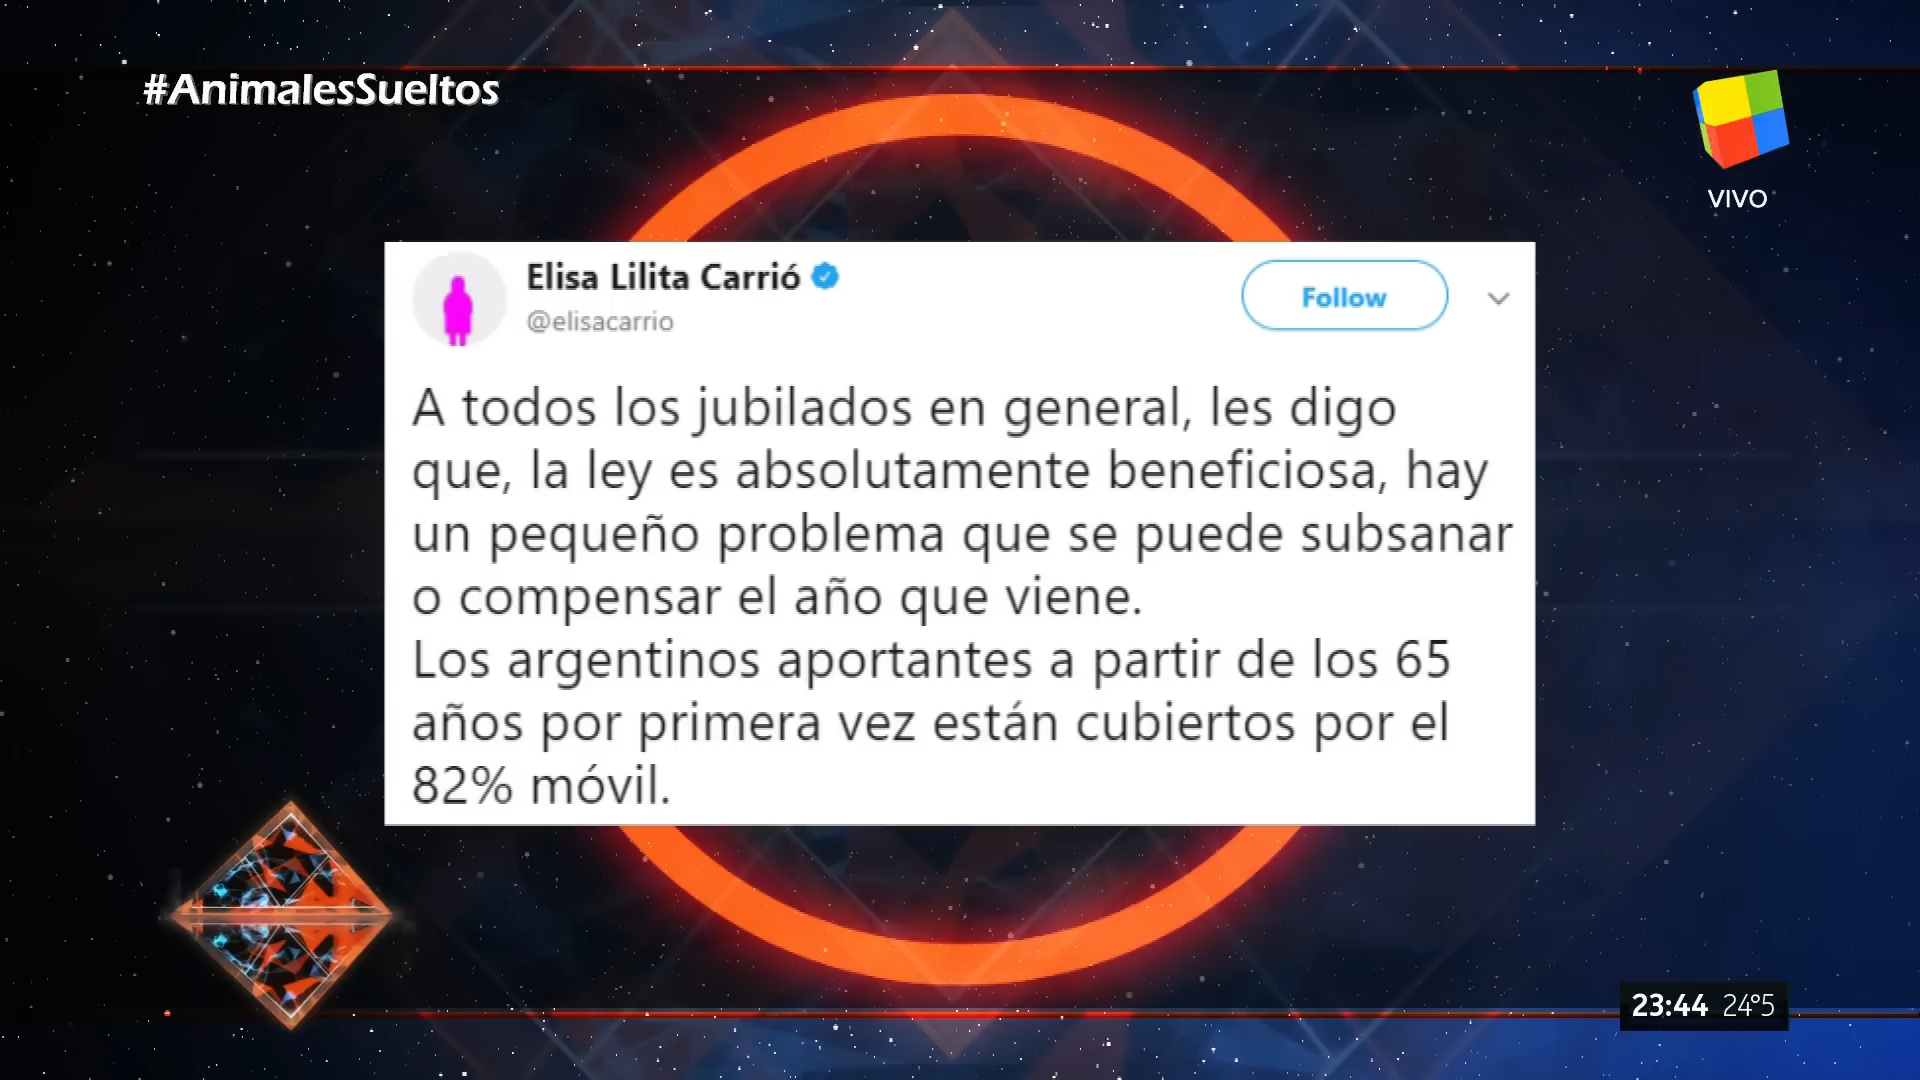 #AnimalesSueltos
VIVO
Elisa Lilita Carrió
@elisacarrio
Follow
A todos los jubilados en general, les digo
que, la ley es absolutamente beneficiosa, hay
un pequeño problema que se puede subsanar
o compensar el año que viene.
Los argentinos aportantes a partir de los 65
años por primera vez están cubiertos por el
82% móvil.
23:44 24°5